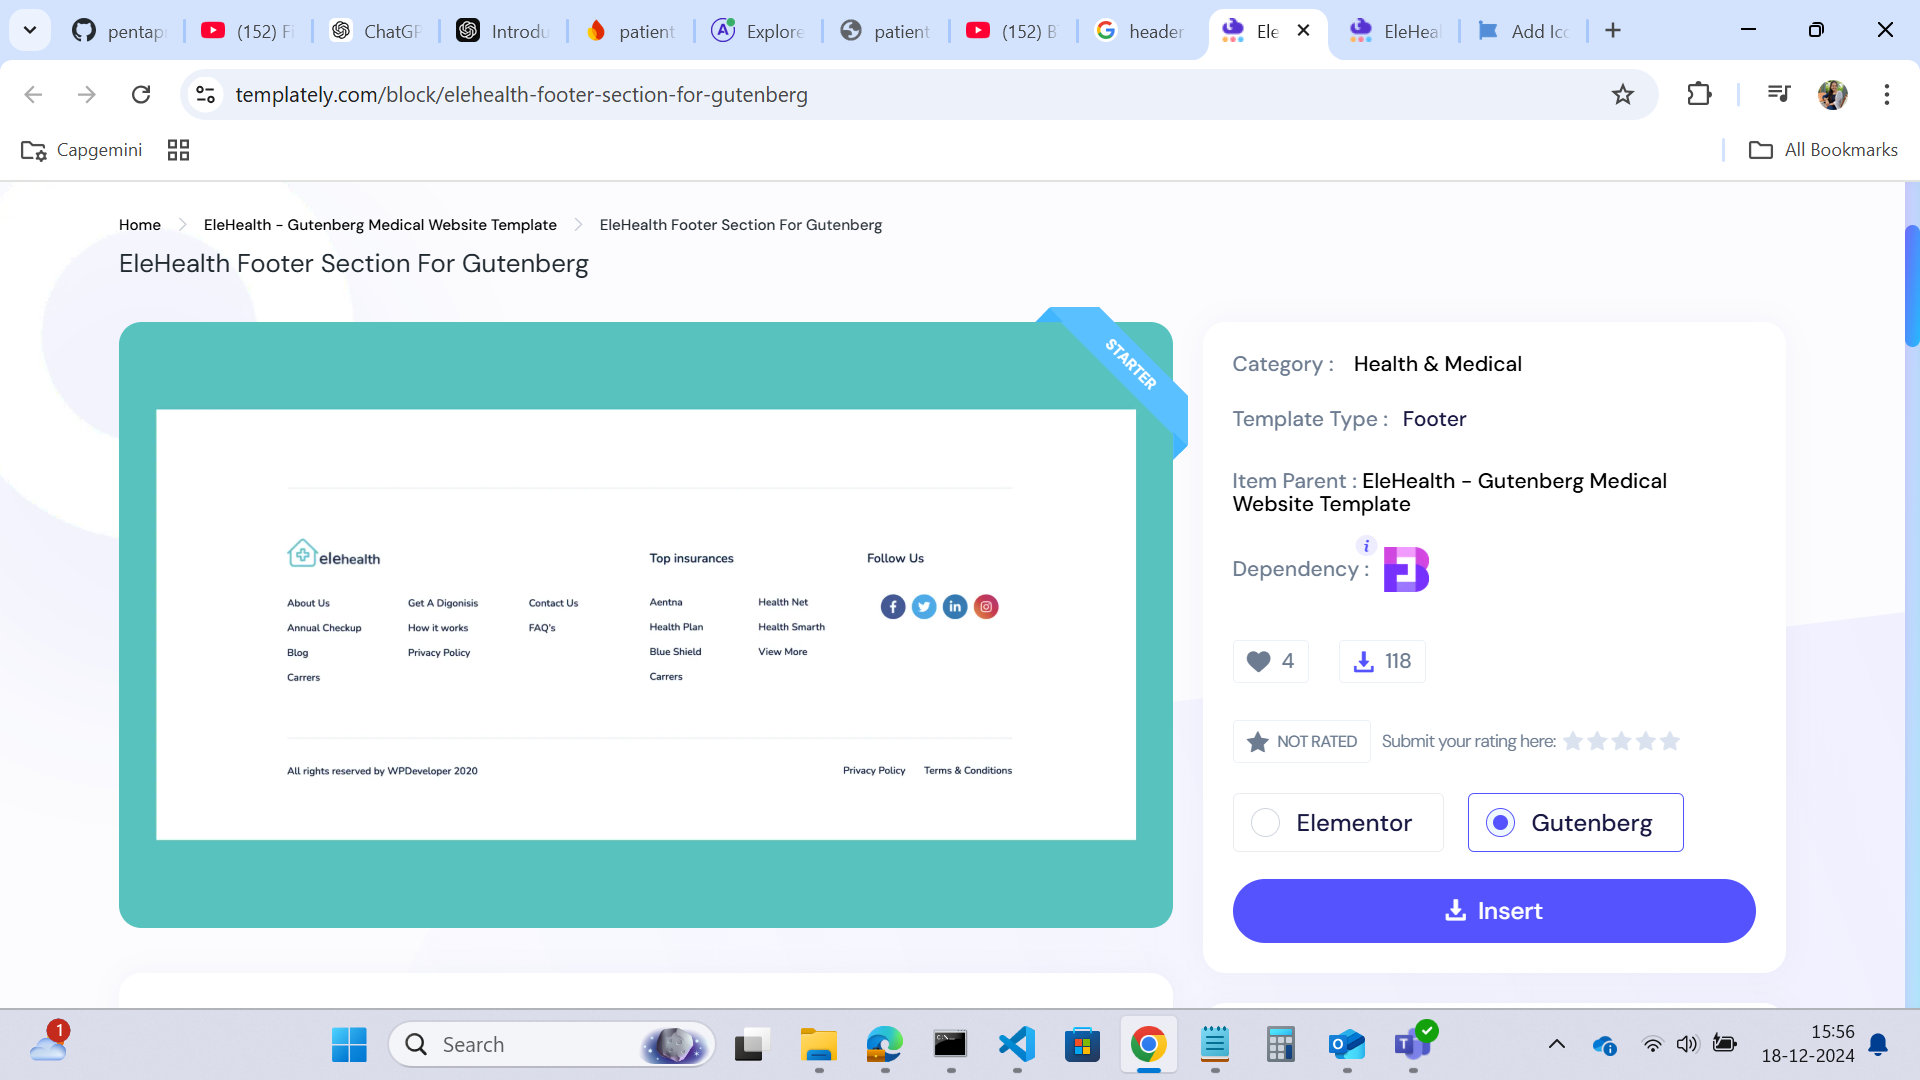 pentapr
(152) Fi
ChatGP
Introdu
patient
Explore
patient
(152) B
header
Ele
EleHeal
Add Ico
templately.com/block/elehealth-footer-section-for-gutenberg
Capgemini
All Bookmarks
Home
EleHealth - Gutenberg Medical Website Template
EleHealth Footer Section For Gutenberg
EleHealth Footer Section For Gutenberg
STARTER
elehealth
Top insurances
Follow Us
About Us
Get A Digonisis
Contact Us
Aentna
Health Net
Annual Checkup
How it works
FAQ's
Health Plan
Health Smarth
Blog
Privacy Policy
Blue Shield
View More
Carrers
Carrers
All rights reserved by WPDeveloper 2020
Privacy Policy
Terms & Conditions
Category : Health & Medical
Template Type : Footer
Item Parent : EleHealth - Gutenberg Medical
Website Template
Dependency :
4
118
NOT RATED
Submit your rating here:
Elementor
Gutenberg
Insert
1
Search
15:56
18-12-2024